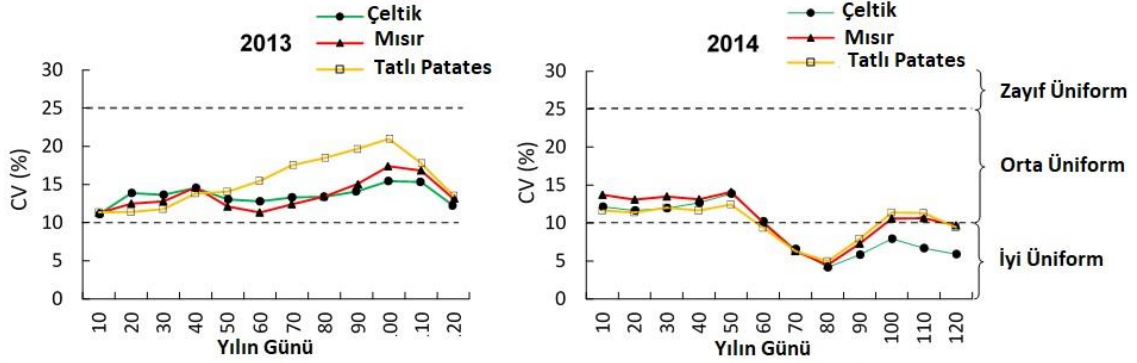 2013
Çeltik
Mısır
Tatlı Patates
CV (%)
30
25
20
15
10
5
0
10 20 30 40 50 60 70 80 90 .00 .10 .20
Yılın Günü
2014
Çeltik
Mısır
Tatlı Patates
CV (%)
30
25
20
15
10
5
0
10 20 30 40 50 60 70 80 90 100 110 120
Yılın Günü
Zayıf Üniform
Orta Üniform
İyi Üniform